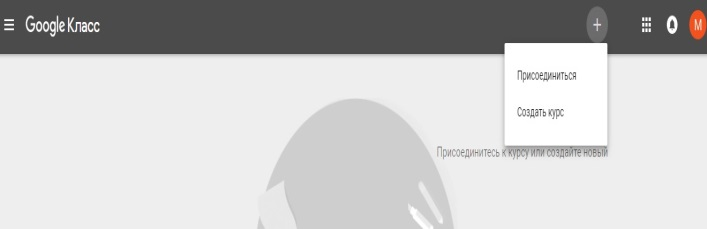 Google Класс
+
M
Присоединиться
Создать курс
Присоединитесь к курсу или создайте новый